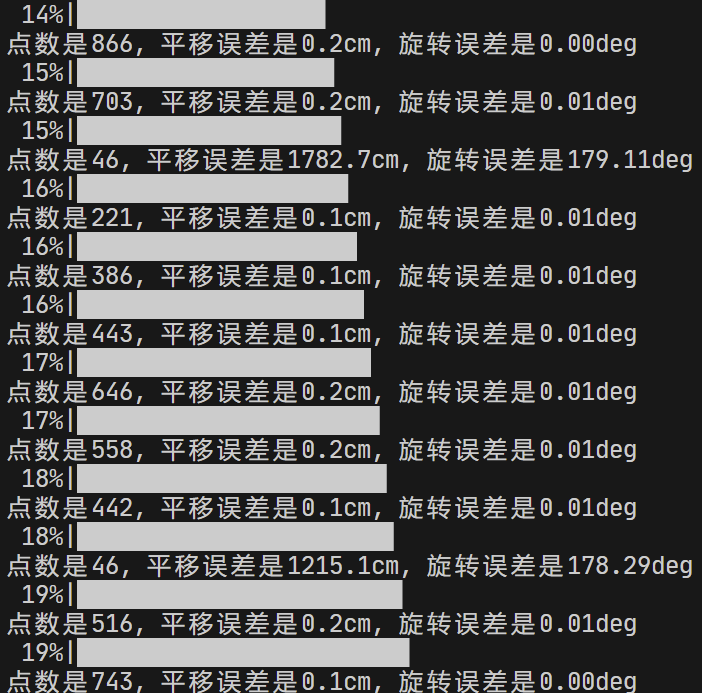 14%|
点数是866, 平移误差是0.2cm, 旋转误差是0.00deg
15%|
点数是703, 平移误差是0.2cm, 旋转误差是0.01deg
15%|
点数是46, 平移误差是1782.7cm, 旋转误差是179.11deg
16%|
点数是221, 平移误差是0.1cm, 旋转误差是0.01deg
16%|
点数是386, 平移误差是0.1cm, 旋转误差是0.01deg
16%|
点数是443, 平移误差是0.1cm, 旋转误差是0.01deg
17%|
点数是646, 平移误差是0.2cm, 旋转误差是0.01deg
17%|
点数是558, 平移误差是0.2cm, 旋转误差是0.01deg
18%|
点数是442, 平移误差是0.1cm, 旋转误差是0.01deg
18%|
点数是46, 平移误差是1215.1cm, 旋转误差是178.29deg
19%|
点数是516, 平移误差是0.2cm, 旋转误差是0.01deg
19%|
点数是743, 平移误差是0.1cm, 旋转误差是0.00deg